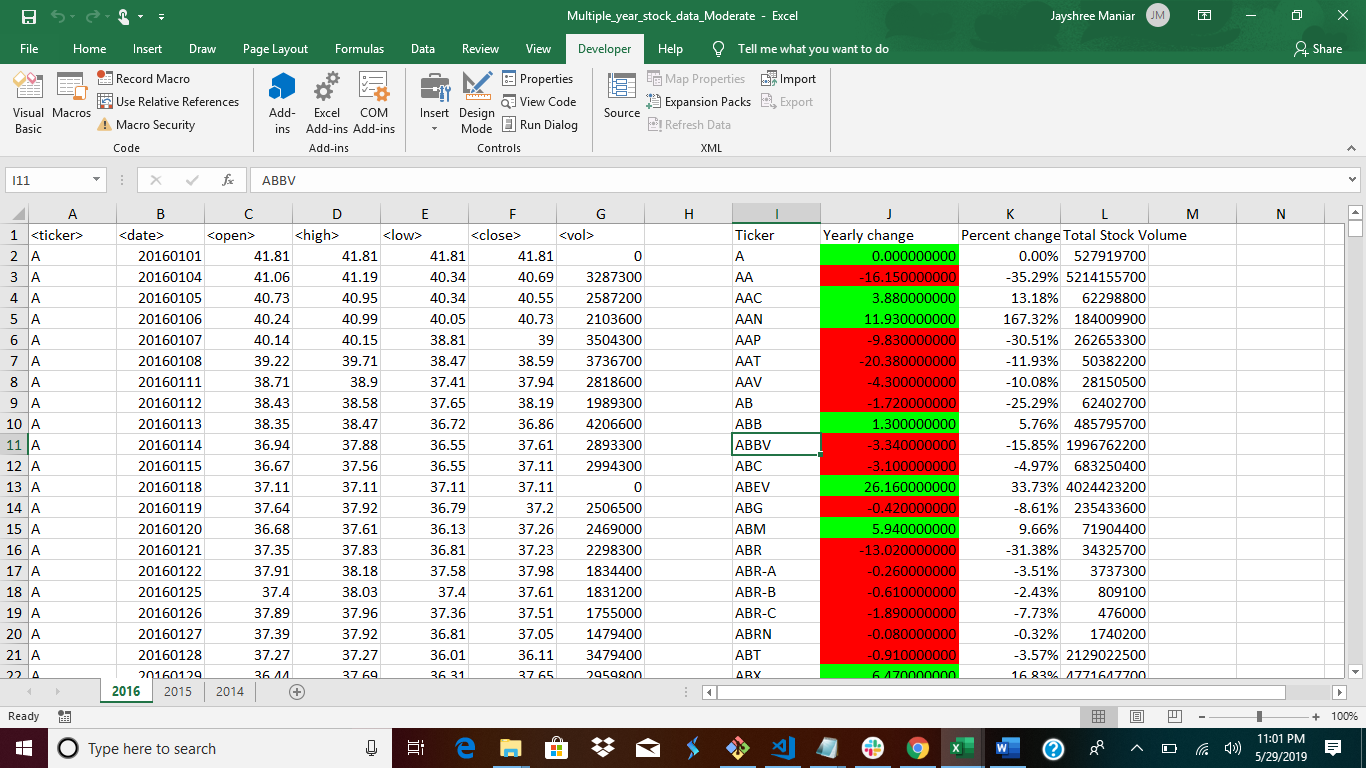 Multiple_year_stock_data_Moderate - Excel
Jayshree Maniar JM
File Home Insert Draw Page Layout Formulas Data Review View Developer Help Tell me what you want to do Share
Visual Basic
Macros
Record Macro
Use Relative References
Macro Security
Code
Add-ins
Excel Add-ins
COM Add-ins
Add-ins
Insert
Design Mode
Properties
View Code
Run Dialog
Controls
Source
Map Properties
Expansion Packs
Refresh Data
Import
Export
XML
I11 fx ABBV
A B C D E F G H I J K L M N
1 <ticker> <date> <open> <high> <low> <close> <vol> Ticker Yearly change Percent change Total Stock Volume
2 A 20160101 41.81 41.81 41.81 41.81 0 A 0.000000000 0.00% 527919700
3 A 20160104 41.06 41.19 40.34 40.69 3287300 AA -16.150000000 -35.29% 5214155700
4 A 20160105 40.73 40.95 40.34 40.55 2587200 AAC 3.880000000 13.18% 62298800
5 A 20160106 40.24 40.99 40.05 40.73 2103600 AAN 11.930000000 167.32% 184009900
6 A 20160107 40.14 40.15 38.81 39 3504300 AAP -9.830000000 -30.51% 262653300
7 A 20160108 39.22 39.71 38.47 38.59 3736700 AAT -20.380000000 -11.93% 50382200
8 A 20160111 38.71 38.9 37.41 37.94 2818600 AAV -4.300000000 -10.08% 28150500
9 A 20160112 38.43 38.58 37.65 38.19 1989300 AB -1.720000000 -25.29% 62402700
10 A 20160113 38.35 38.47 36.72 36.86 4206600 ABB 1.300000000 5.76% 485795700
11 A 20160114 36.94 37.88 36.55 37.61 2893300 ABBV -3.340000000 -15.85% 1996762200
12 A 20160115 36.67 37.56 36.55 37.11 2994300 ABC -3.100000000 -4.97% 683250400
13 A 20160118 37.11 37.11 37.11 37.11 0 ABEV 26.160000000 33.73% 4024423200
14 A 20160119 37.64 37.92 36.79 37.2 2506500 ABG -0.420000000 -8.61% 235433600
15 A 20160120 36.68 37.61 36.13 37.26 2469000 ABM 5.940000000 9.66% 71904400
16 A 20160121 37.35 37.83 36.81 37.23 2298300 ABR -13.020000000 -31.38% 34325700
17 A 20160122 37.91 38.18 37.58 37.98 1834400 ABR-A -0.260000000 -3.51% 3737300
18 A 20160125 37.4 38.03 37.4 37.61 1831200 ABR-B -0.610000000 -2.43% 809100
19 A 20160126 37.89 37.96 37.36 37.51 1755000 ABR-C -1.890000000 -7.73% 476000
20 A 20160127 37.39 37.92 36.81 37.05 1479400 ABRN -0.080000000 -0.32% 1740200
21 A 20160128 37.27 37.27 36.01 36.11 3479400 ABT -0.910000000 -3.57% 2129022500
22 A 20160129 36.44 37.69 36.31 37.65 2959800 ABX 6.470000000 16.83% 4771647700
2016 2015 2014
Ready 100%
Type here to search
11:01 PM
5/29/2019